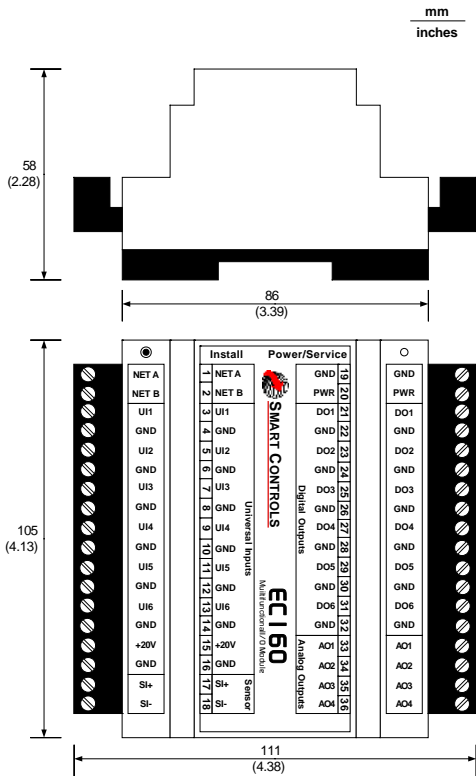 mm
inches
58
(2.28)
86
(3.39)
105
(4.13)
Install Power/Service
NET A 1 NET A GND 19 GND
NET B 2 NET B PWR 20 PWR
UI1 3 UI1 DO1 21 DO1
GND 4 GND GND 22 GND
UI2 5 UI2 DO2 23 DO2
GND 6 GND GND 24 GND
UI3 7 UI3 DO3 25 DO3
GND 8 GND GND 26 GND
UI4 9 UI4 DO4 27 DO4
GND 10 GND GND 28 GND
UI5 11 UI5 DO5 29 DO5
GND 12 GND GND 30 GND
UI6 13 UI6 DO6 31 DO6
GND 14 GND GND 32 GND
+20V 15 +20V AO1 33 AO1
GND 16 GND AO2 34 AO2
SI+ 17 SI+ AO3 35 AO3
SI- 18 SI- AO4 36 AO4
Universal Inputs
Sensor
SMART CONTROLS
EC160
Multifunctional I/O Module
Digital Outputs
Analog Outputs
111
(4.38)